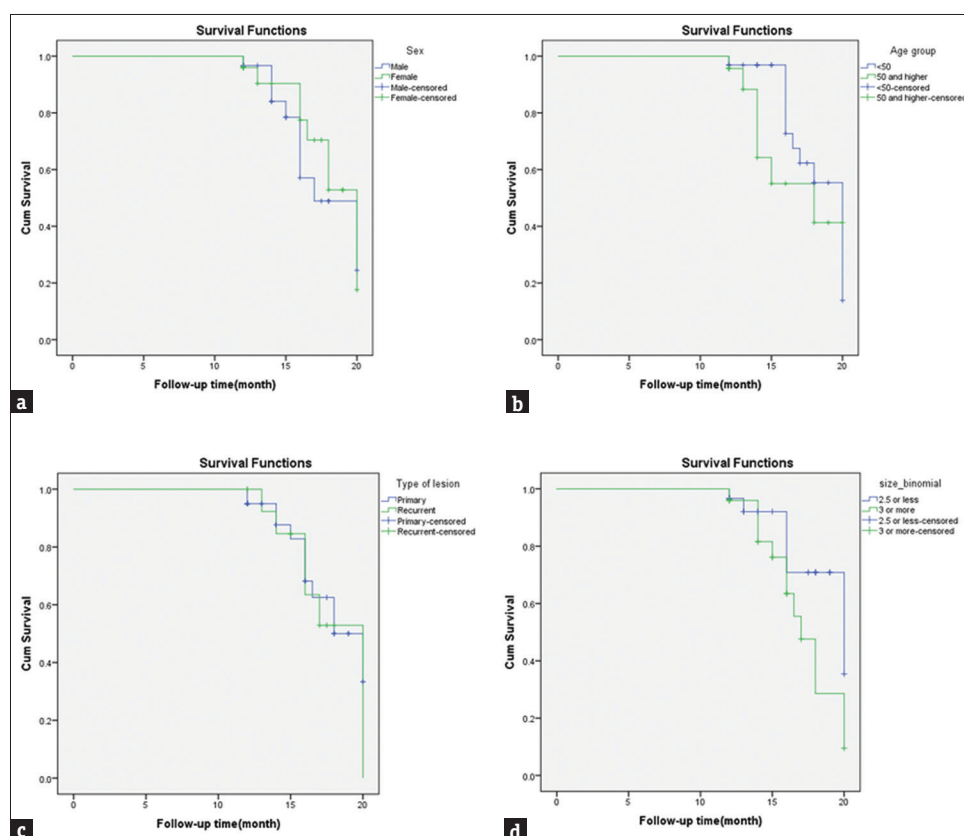 Survival Functions
Sex
Male
Female
Male-censored
Female-censored
Cum Survival
1.0
0.8
0.6
0.4
0.2
0.0
0 5 10 15 20
Follow-up time(month)
a
Survival Functions
Age group
<50
50 and higher
<50-censored
50 and higher-censored
Cum Survival
1.0
0.8
0.6
0.4
0.2
0.0
0 5 10 15 20
Follow-up time(month)
b
Survival Functions
Type of lesion
Primary
Recurrent
Primary-censored
Recurrent-censored
Cum Survival
1.0
0.8
0.6
0.4
0.2
0.0
0 5 10 15 20
Follow-up time(month)
c
Survival Functions
size_binomial
2.5 or less
3 or more
2.5 or less-censored
3 or more-censored
Cum Survival
1.0
0.8
0.6
0.4
0.2
0.0
0 5 10 15 20
Follow-up time(month)
d